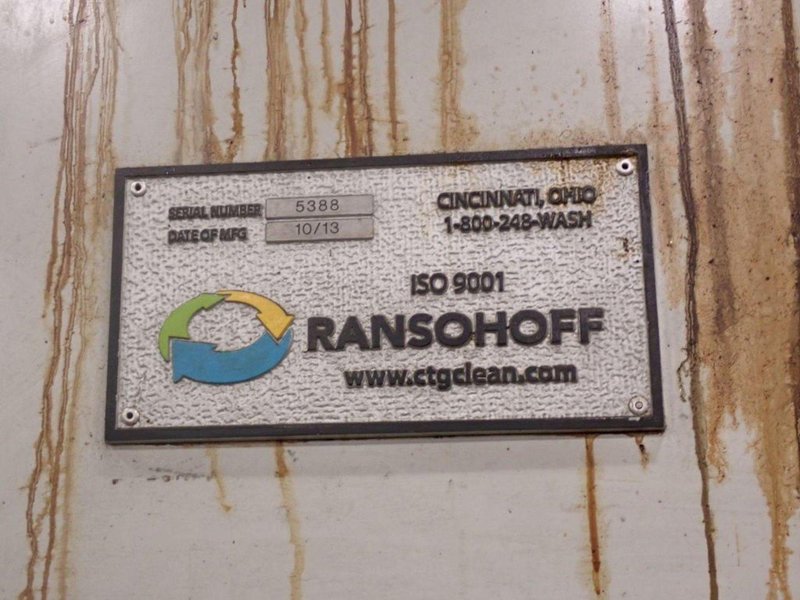 SERIAL NUMBER 5388
DATE OF MFG 10/13
CINCINNATI, OHIO
1-800-248-WASH
ISO 9001
RANSOHOFF
www.ctgclean.com